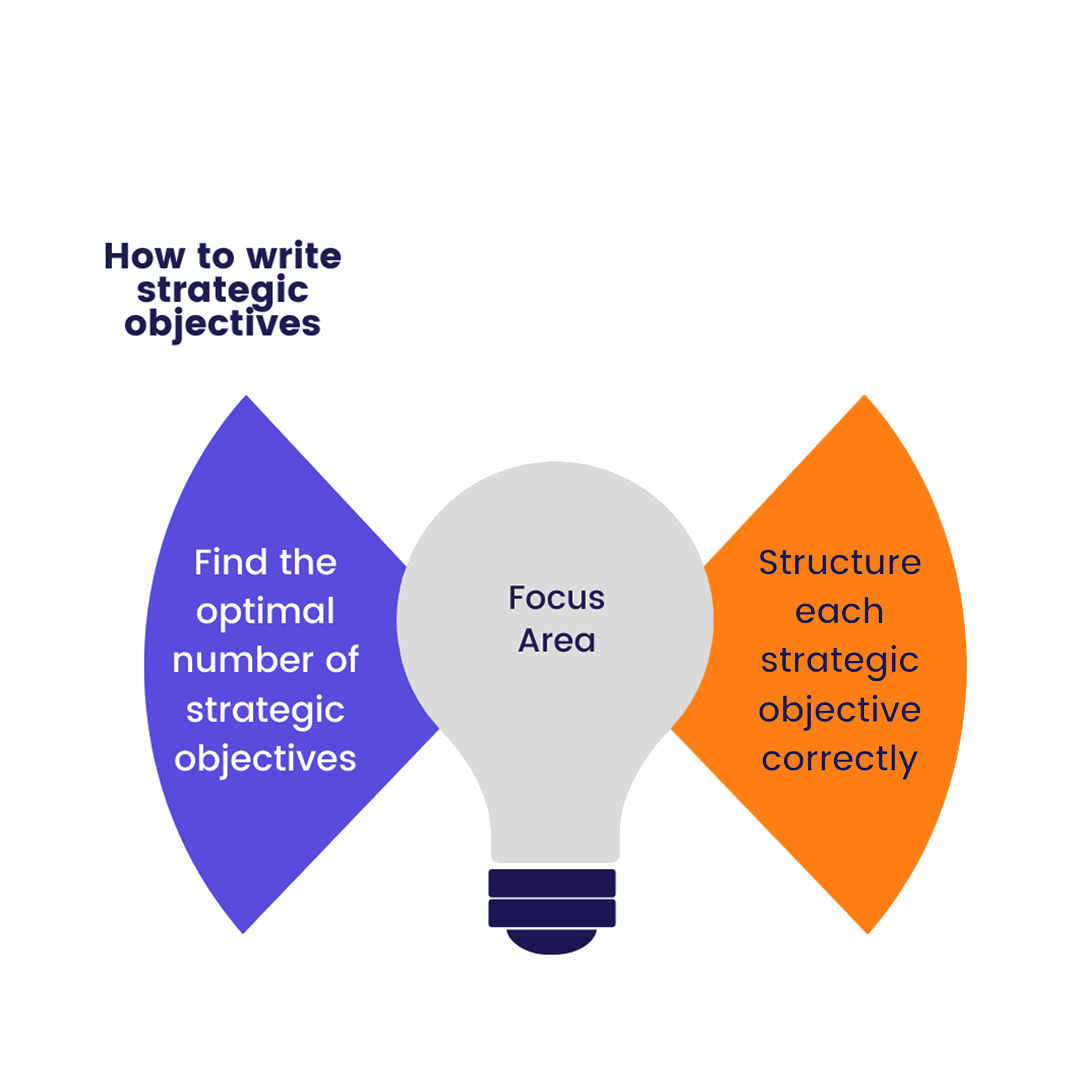 How to write
strategic
objectives
Find the
optimal
number of
strategic
objectives
Focus
Area
Structure
each
strategic
objective
correctly